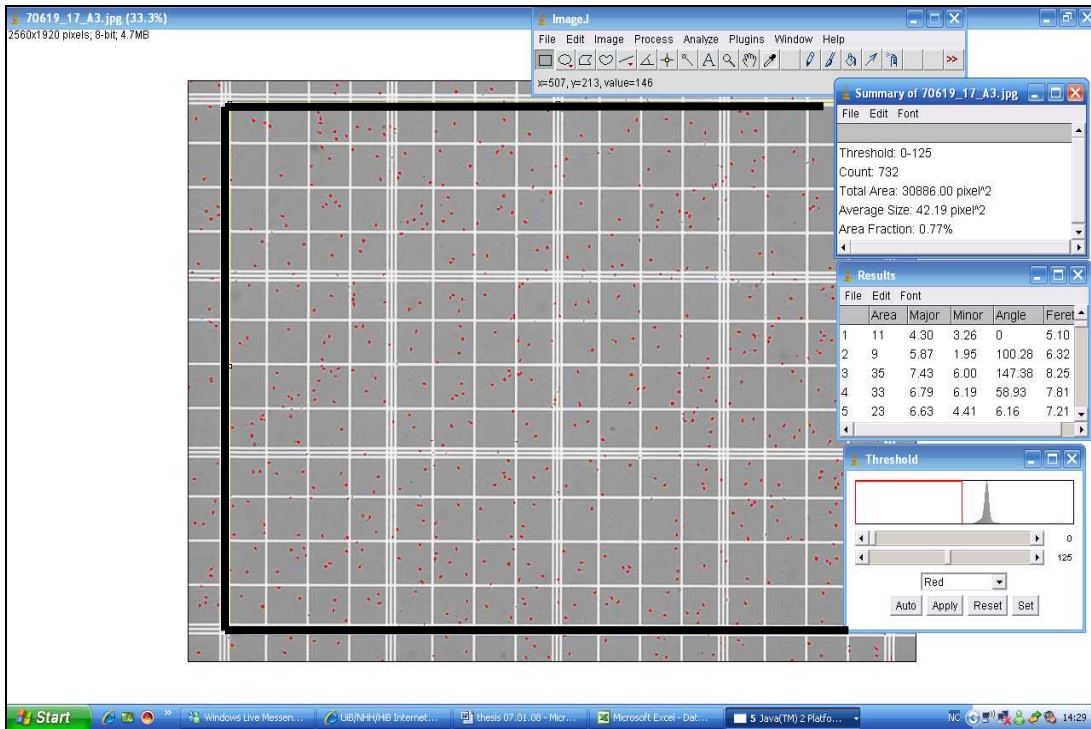 70619_17_A3.jpg (33.3%)
2560x1920 pixels; 8-bit; 4.7MB
ImageJ
File Edit Image Process Analyze Plugins Window Help
A >>
x=507, y=213, value=146
Summary of 70619_17_A3.jpg
File Edit Font
Threshold: 0-125
Count: 732
Total Area: 30886.00 pixel^2
Average Size: 42.19 pixel^2
Area Fraction: 0.77%
Results
File Edit Font
Area Major Minor Angle Feret
1 11 4.30 3.26 0 5.10
2 9 5.87 1.95 100.28 6.32
3 35 7.43 6.00 147.38 8.25
4 33 6.79 6.19 58.93 7.81
5 23 6.63 4.41 6.16 7.21
Threshold
0
125
Red
Auto Apply Reset Set
Start » Windows Live Messen... UiB/NHH/HB Internet... thesis 07.01.08 - Micr... Microsoft Excel - Dat... 5 Java(TM) 2 Platfo... NC 14:29